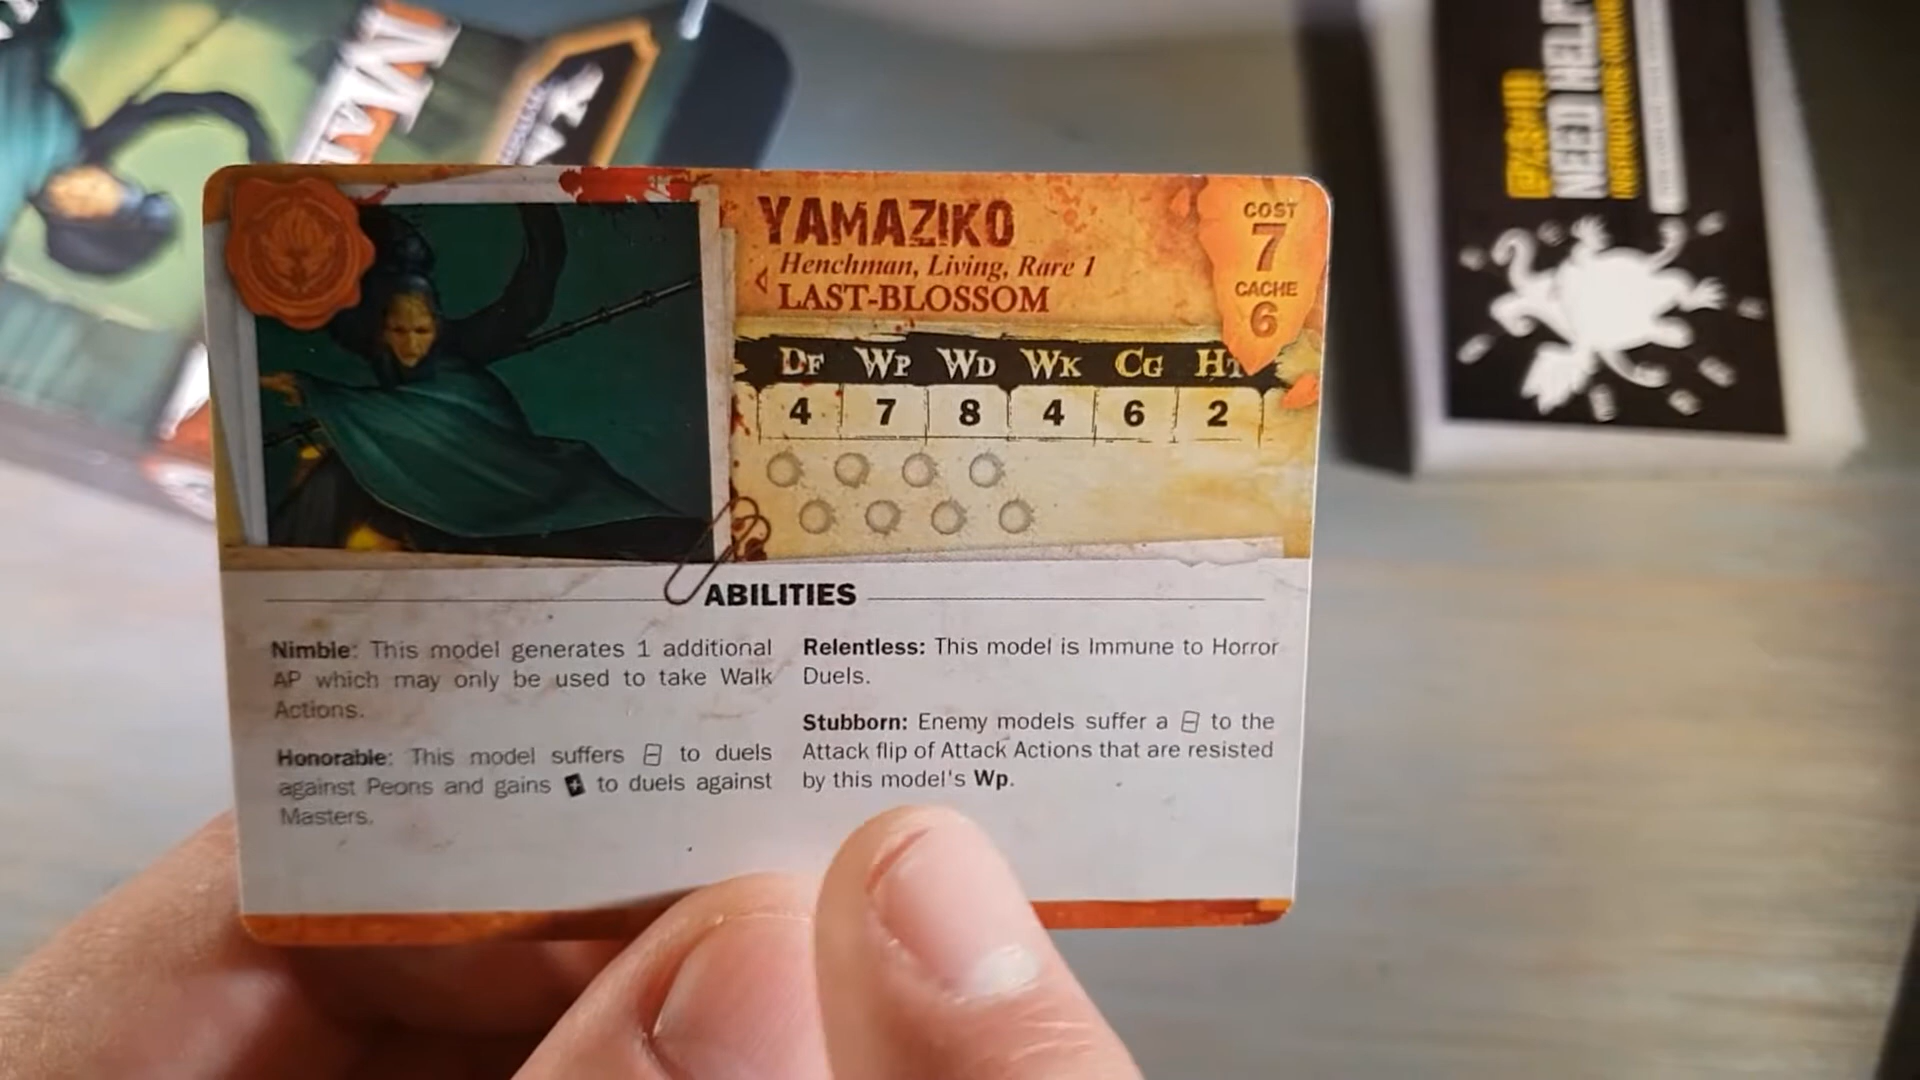 YAMAZIKO
Henchman, Living, Rare 1
LAST-BLOSSOM
COST
7
CACHE
6
DF WP WD WK CG HT
4 7 8 4 6 2
ABILITIES
Nimble: This model generates 1 additional
AP which may only be used to take Walk
Actions.
Honorable: This model suffers to duels
against Peons and gains to duels against
Masters.
Relentless: This model is Immune to Horror
Duels.
Stubborn: Enemy models suffer a to the
Attack flip of Attack Actions that are resisted
by this model's Wp.
NEED HELP